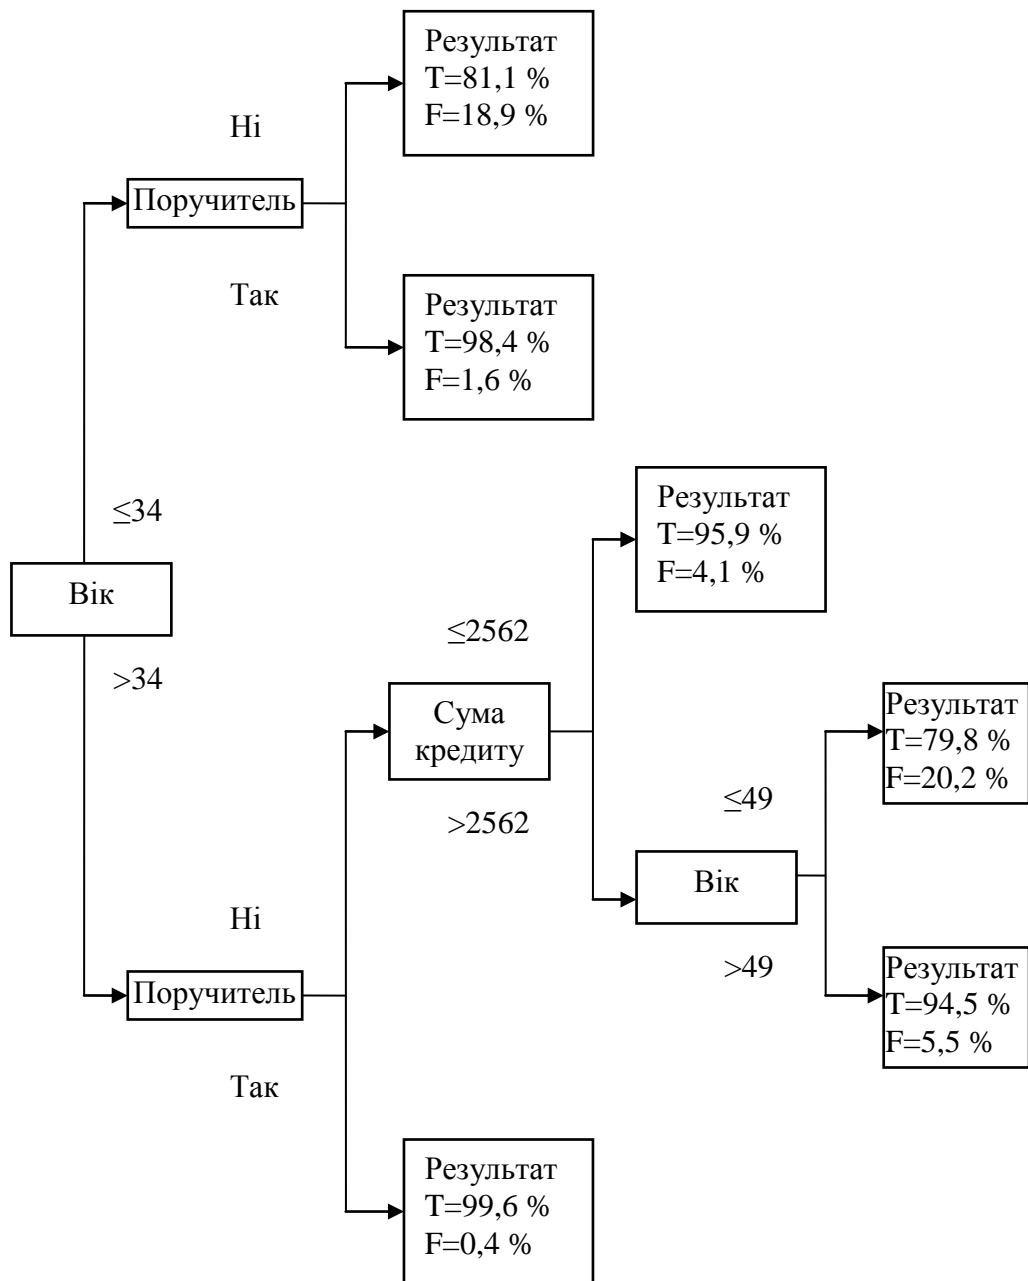 Результат
T=81,1 %
F=18,9 %
Ні
Поручитель
Так
Результат
T=98,4 %
F=1,6 %
≤34
Вік
>34
Результат
T=95,9 %
F=4,1 %
≤2562
Сума
кредиту
>2562
Результат
T=79,8 %
F=20,2 %
≤49
Вік
>49
Ні
Поручитель
Так
Результат
T=94,5 %
F=5,5 %
Результат
T=99,6 %
F=0,4 %